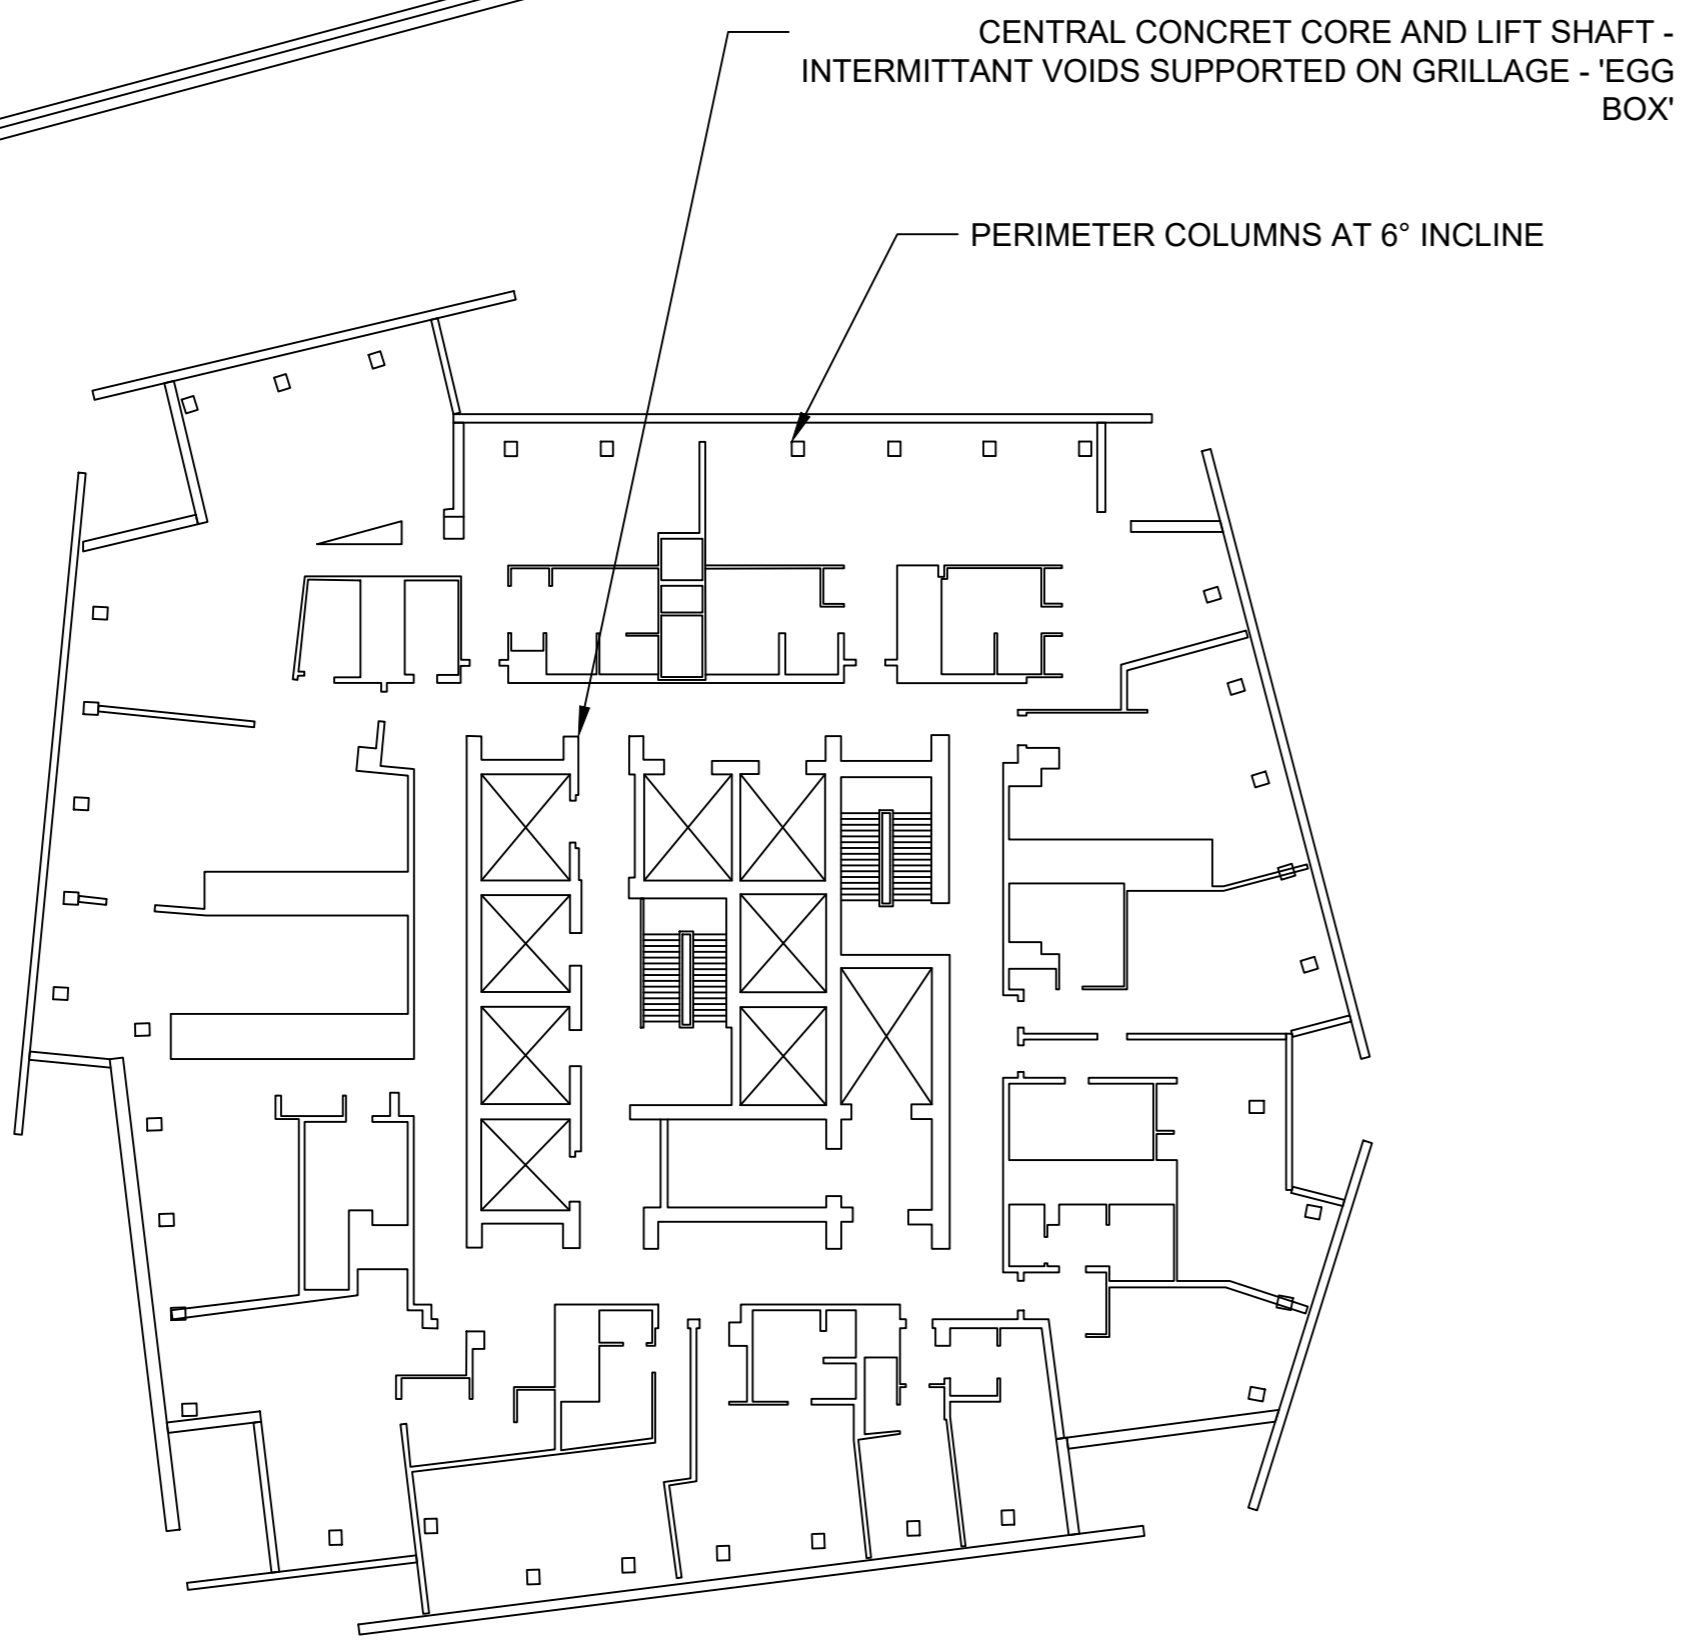 CENTRAL CONCRET CORE AND LIFT SHAFT -
INTERMITTANT VOIDS SUPPORTED ON GRILLAGE - 'EGG
BOX'
PERIMETER COLUMNS AT 6° INCLINE